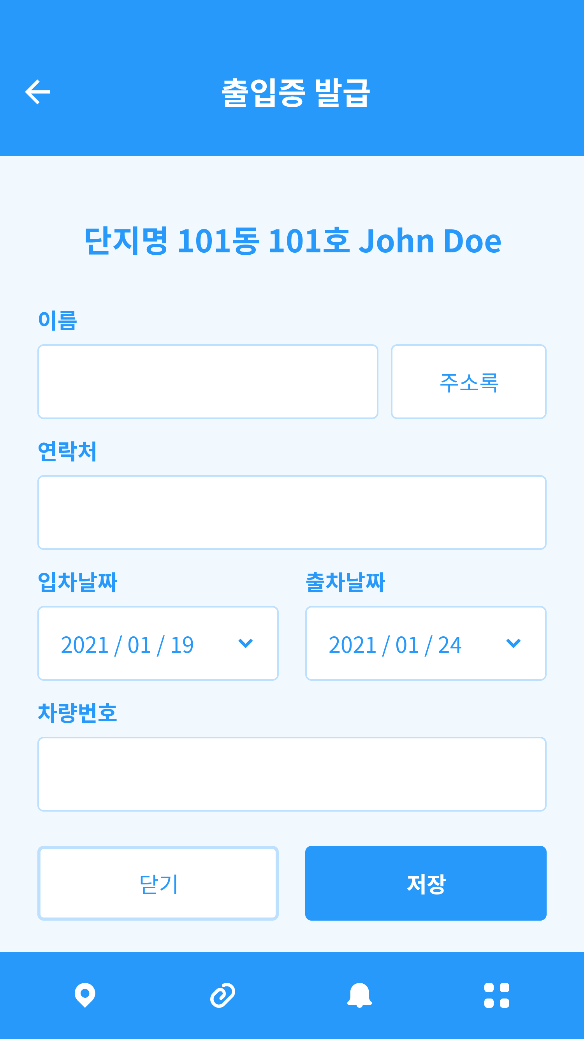 출입증 발급
단지명 101동 101호 John Doe
이름
주소록
연락처
입차날짜 출차날짜
2021 / 01 / 19 2021 / 01 / 24
차량번호
닫기 저장